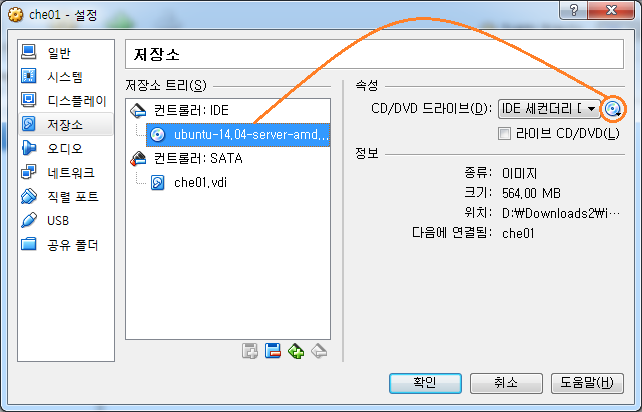 che01 - 설정
일반
시스템
디스플레이
저장소
오디오
네트워크
직렬 포트
USB
공유 폴더
저장소
저장소 트리(S)
컨트롤러: IDE
ubuntu-14.04-server-amd...
컨트롤러: SATA
che01.vdi
속성
CD/DVD 드라이브(D): IDE 세컨더리
라이브 CD/DVD(L)
정보
종류: 이미지
크기: 564.00 MB
위치: D:\Downloads2\i...
다음에 연결됨: che01
확인 취소 도움말(H)